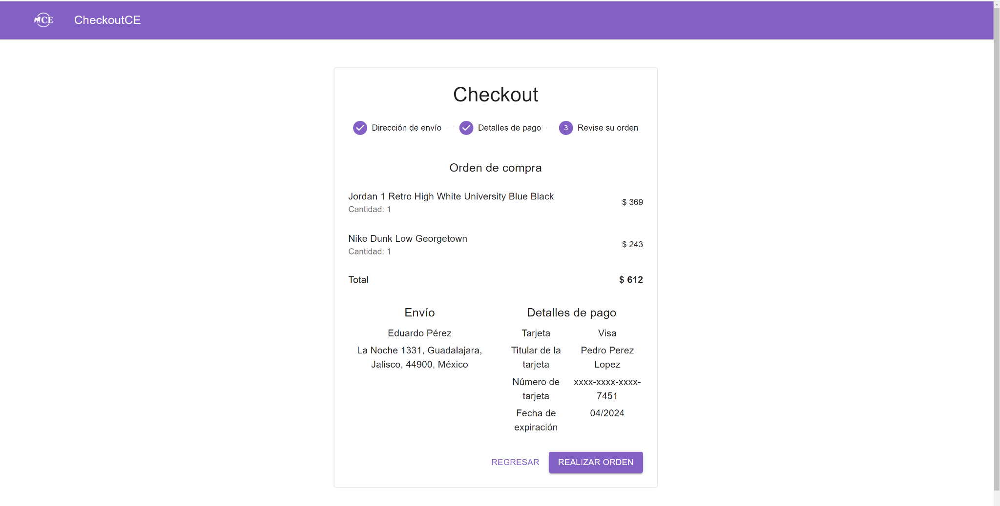 CE
CheckoutCE
Checkout
Dirección de envío
Detalles de pago
3 Revise su orden
Orden de compra
Jordan 1 Retro High White University Blue Black
$ 369
Cantidad: 1
Nike Dunk Low Georgetown
$ 243
Cantidad: 1
Total $ 612
Envío
Eduardo Pérez
La Noche 1331, Guadalajara,
Jalisco, 44900, México
Detalles de pago
Tarjeta Visa
Titular de la Pedro Perez
tarjeta Lopez
Número de xxxx-xxxx-xxxx-
tarjeta 7451
Fecha de 04/2024
expiración
REGRESAR REALIZAR ORDEN